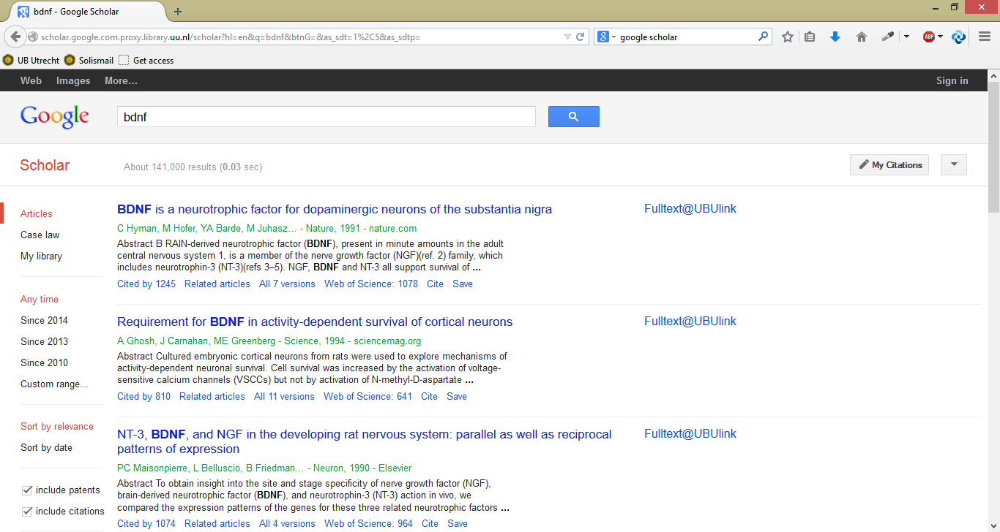 bdnf - Google Scholar
scholar.google.com.proxy.library.uu.nl/scholar?hl=en&q=bdnf&btnG=&as_sdt=1%2C5&as_sdtp=
google scholar
ABP
UB Utrecht Solismail Get access
Web Images More... Sign in
Google bdnf
Scholar About 141,000 results (0.03 sec) My Citations
Articles
Case law
My library
Any time
Since 2014
Since 2013
Since 2010
Custom range...
Sort by relevance
Sort by date
include patents
include citations
BDNF is a neurotrophic factor for dopaminergic neurons of the substantia nigra
Fulltext@UBUlink
C Hyman, M Hofer, YA Barde, M Juhasz… - Nature, 1991 - nature.com
Abstract B RAIN-derived neurotrophic factor (BDNF), present in minute amounts in the adult
central nervous system 1, is a member of the nerve growth factor (NGF)(ref. 2) family, which
includes neurotrophin-3 (NT-3)(refs 3–5). NGF, BDNF and NT-3 all support survival of ...
Cited by 1245 Related articles All 7 versions Web of Science: 1078 Cite Save
Requirement for BDNF in activity-dependent survival of cortical neurons
Fulltext@UBUlink
A Ghosh, J Carnahan, ME Greenberg - Science, 1994 - sciencemag.org
Abstract Cultured embryonic cortical neurons from rats were used to explore mechanisms of
activity-dependent neuronal survival. Cell survival was increased by the activation of voltage-
sensitive calcium channels (VSCCs) but not by activation of N-methyl-D-aspartate ...
Cited by 810 Related articles All 11 versions Web of Science: 641 Cite Save
NT-3, BDNF, and NGF in the developing rat nervous system: parallel as well as reciprocal
patterns of expression
Fulltext@UBUlink
PC Maisonpierre, L Belluscio, B Friedman… - Neuron, 1990 - Elsevier
Abstract To obtain insight into the site and stage specificity of nerve growth factor (NGF),
brain-derived neurotrophic factor (BDNF), and neurotrophin-3 (NT-3) action in vivo, we
compared the expression patterns of the genes for these three related neurotrophic factors ...
Cited by 1074 Related articles All 4 versions Web of Science: 964 Cite Save